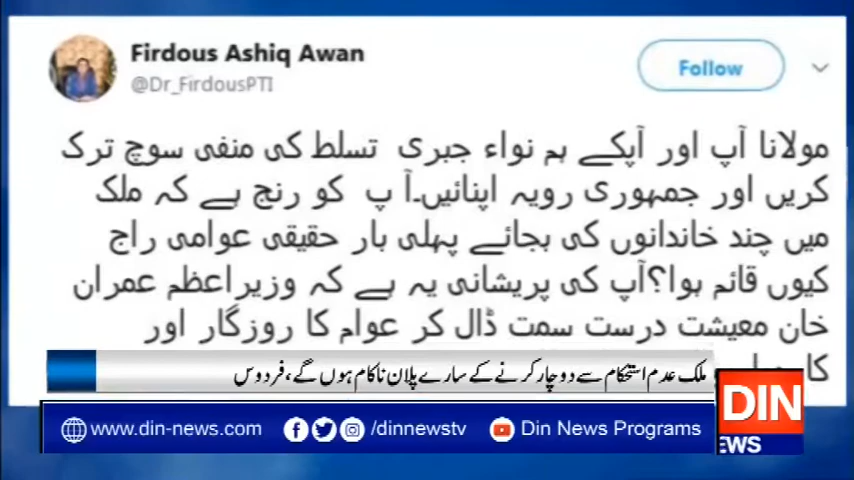 Firdous Ashiq Awan
@Dr_FirdousPTI
Follow
مولانا آپ اور آپکے ہم نواء جبری تسلط کی منفی سوچ ترک
کریں اور جمہوری رویہ اپنائیں۔آ پ کو رنج ہے کہ ملک
میں چند خاندانوں کی بجائے پہلی بار حقیقی عوامی راج
کیوں قائم ہوا؟آپ کی پریشانی یہ ہے کہ وزیراعظم عمران
خان معیشت درست سمت ڈال کر عوام کا روزگار اور
ملک عدم استحکام سے دوچار کرنے کے سارے پلان ناکام ہوں گے، فردوس
DIN
NEWS
www.din-news.com
/dinnewstv
Din News Programs